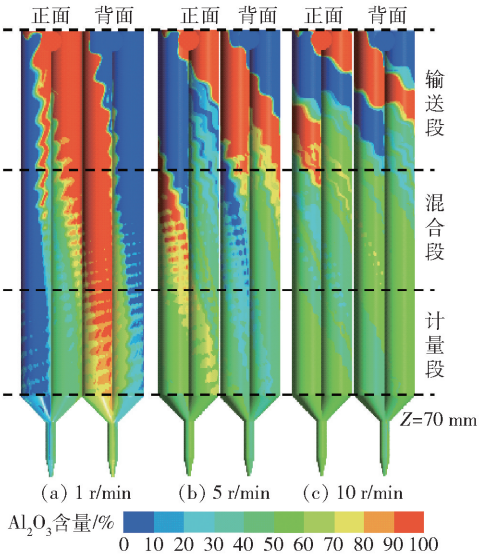 正面 背面 正面 背面 正面 背面
输送段
混合段
计量段
Z=70 mm
(a) 1 r/min (b) 5 r/min (c) 10 r/min
Al₂O₃含量/%
0 10 20 30 40 50 60 70 80 90 100